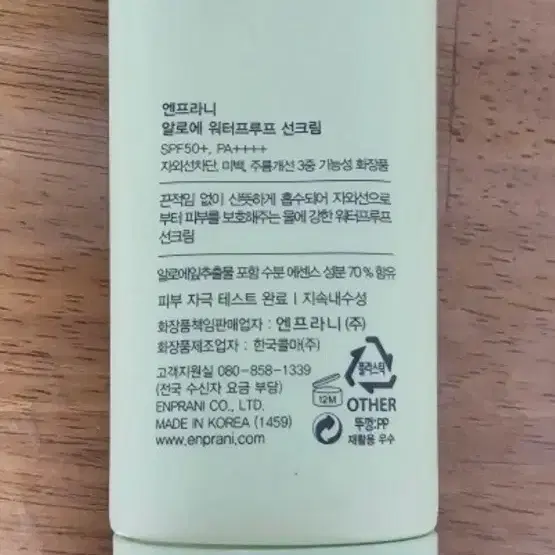 엔프라니
알로에 워터프루프 선크림
SPF50+, PA++++
자외선차단, 미백, 주름개선 3중 기능성 화장품
끈적임 없이 산뜻하게 흡수되어 자외선으로
부터 피부를 보호해주는 물에 강한 워터프루프
선크림
알로에잎추출물 포함 수분 에센스 성분 70% 함유
피부 자극 테스트 완료 | 지속내수성
화장품책임판매업자 : 엔프라니(주)
화장품제조업자 : 한국콜마(주)
고객지원실 080-858-1339
(전국 수신자 요금 부담)
ENPRANI CO., LTD.
MADE IN KOREA (1459)
www.enprani.com
12M
플라스틱
OTHER
뚜껑:PP
재활용 우수